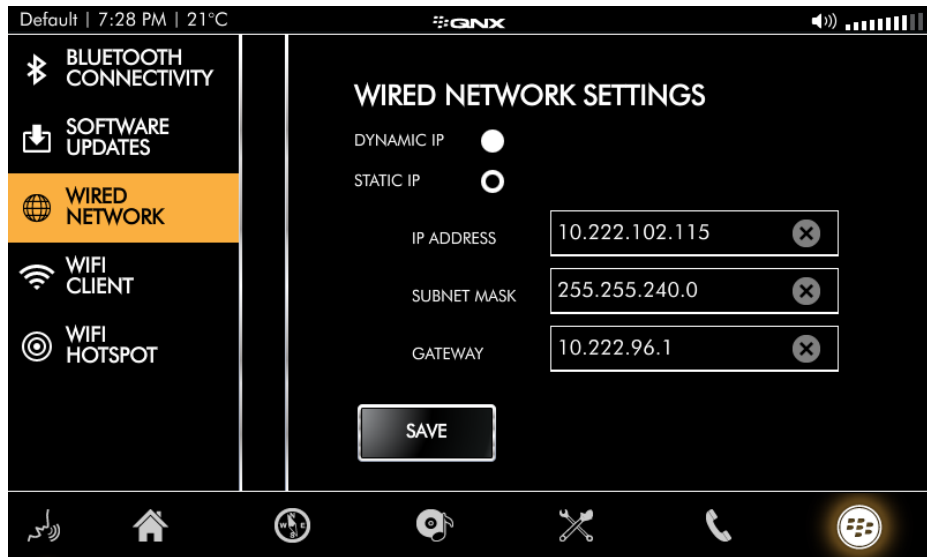 Default | 7:28 PM | 21°C
QNX
BLUETOOTH
CONNECTIVITY
SOFTWARE
UPDATES
WIRED
NETWORK
WIFI
CLIENT
WIFI
HOTSPOT
WIRED NETWORK SETTINGS
DYNAMIC IP
STATIC IP
IP ADDRESS 10.222.102.115
SUBNET MASK 255.255.240.0
GATEWAY 10.222.96.1
SAVE
N
W E
S